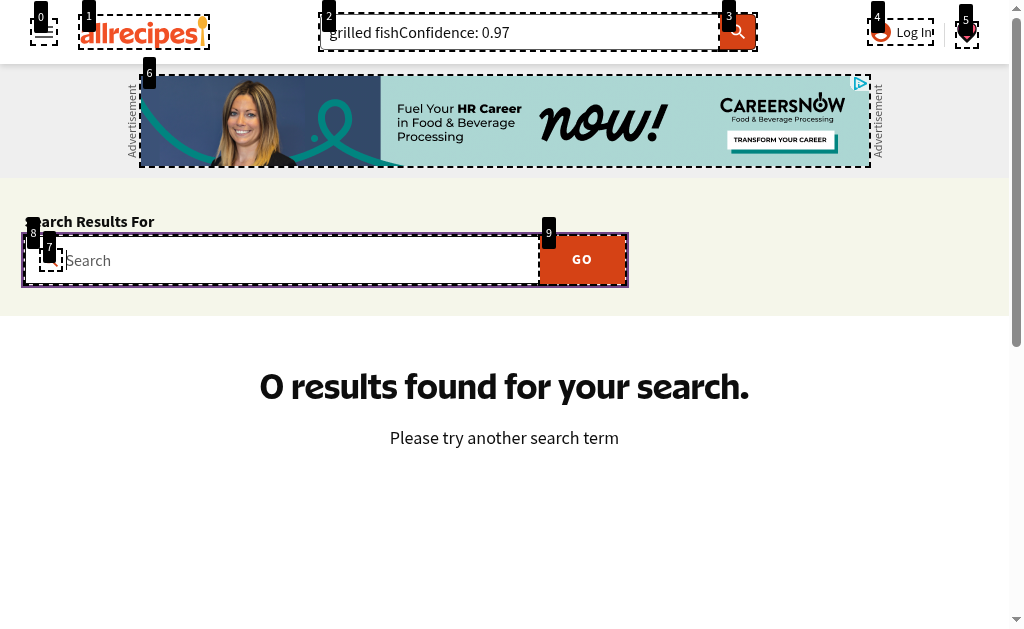 0
1
2
3
4
5
allrecipes
grilled fishConfidence: 0.97
Log In
6
Advertisement
Fuel Your HR Career
in Food & Beverage
Processing
now!
CAREERSNOW
Food & Beverage Processing
TRANSFORM YOUR CAREER
Advertisement
Search Results For
8
7
9
Search
GO
0 results found for your search.
Please try another search term